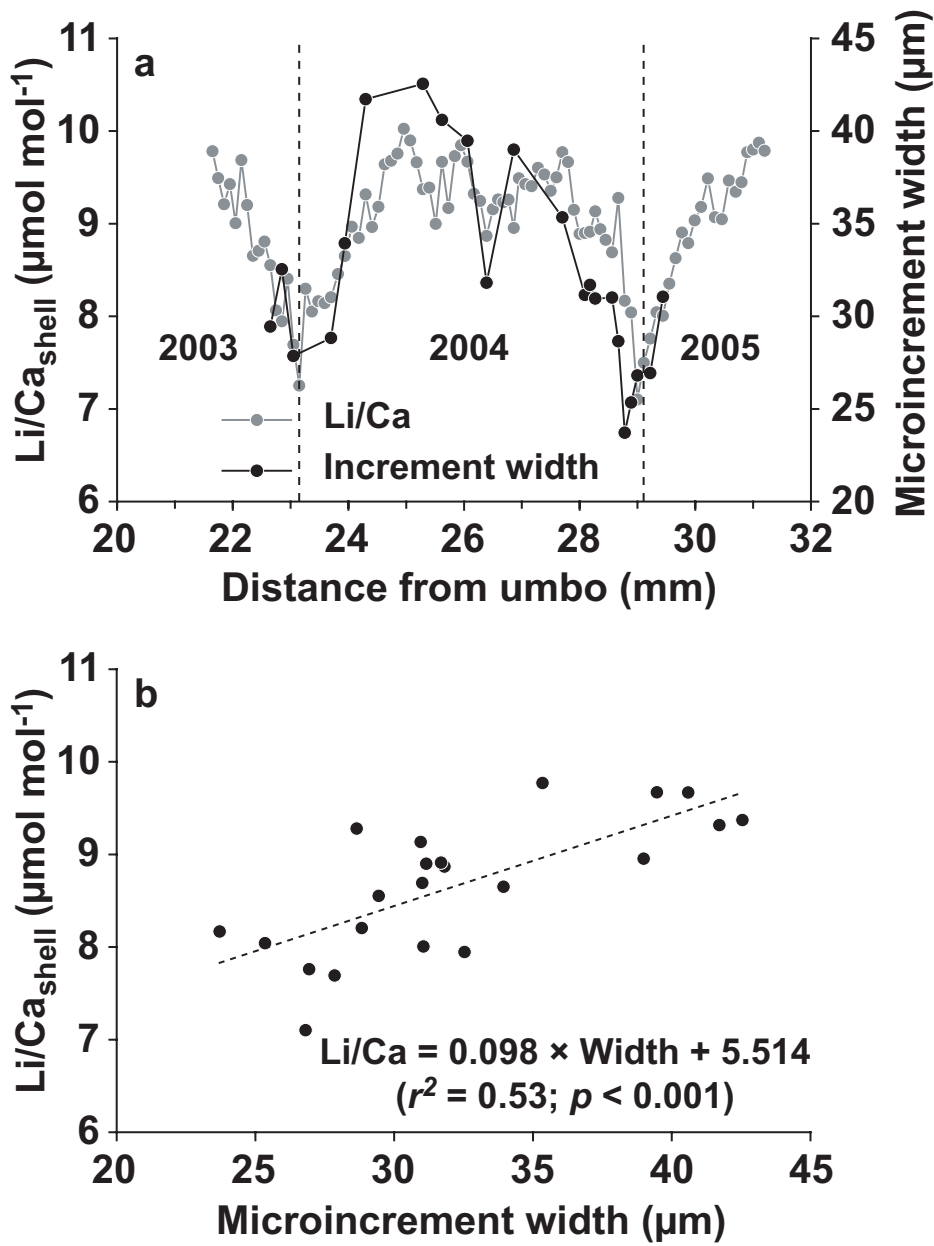 a
11
10
9
8
7
6
Li/Ca_shell (µmol mol⁻¹)
45
40
35
30
25
20
Microincrement width (µm)
2003
2004
2005
Li/Ca
Increment width
20 22 24 26 28 30 32
Distance from umbo (mm)
b
11
10
9
8
7
6
Li/Ca_shell (µmol mol⁻¹)
Li/Ca = 0.098 × Width + 5.514
(r² = 0.53; p < 0.001)
20 25 30 35 40 45
Microincrement width (µm)